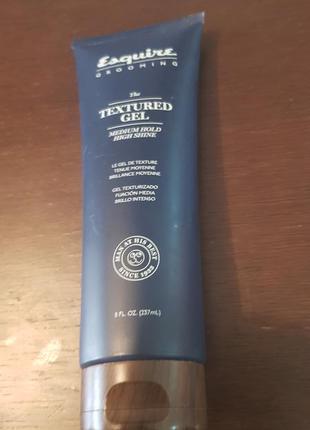 Esquire
GROOMING
The
TEXTURED
GEL
MEDIUM HOLD
HIGH SHINE
LE GEL DE TEXTURE
TENUE MOYENNE
BRILLANCE MOYENNE
GEL TEXTURIZADO
FIJACIÓN MEDIA
BRILLO INTENSO
MAN AT HIS BEST
SINCE 1933
8 FL. OZ. (237mL)